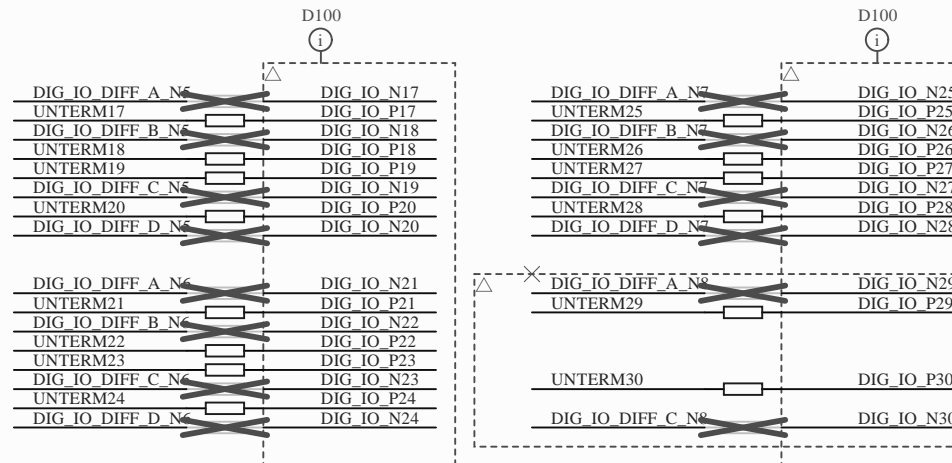 D100 D100
i i
DIG_IO_DIFF_A_N5 DIG_IO_N17 DIG_IO_DIFF_A_N7 DIG_IO_N25
UNTERM17 DIG_IO_P17 UNTERM25 DIG_IO_P25
DIG_IO_DIFF_B_N5 DIG_IO_N18 DIG_IO_DIFF_B_N7 DIG_IO_N26
UNTERM18 DIG_IO_P18 UNTERM26 DIG_IO_P26
UNTERM19 DIG_IO_P19 UNTERM27 DIG_IO_P27
DIG_IO_DIFF_C_N5 DIG_IO_N19 DIG_IO_DIFF_C_N7 DIG_IO_N27
UNTERM20 DIG_IO_P20 UNTERM28 DIG_IO_P28
DIG_IO_DIFF_D_N5 DIG_IO_N20 DIG_IO_DIFF_D_N7 DIG_IO_N28
DIG_IO_DIFF_A_N6 DIG_IO_N21 DIG_IO_DIFF_A_N8 DIG_IO_N29
UNTERM21 DIG_IO_P21 UNTERM29 DIG_IO_P29
DIG_IO_DIFF_B_N6 DIG_IO_N22
UNTERM22 DIG_IO_P22
UNTERM23 DIG_IO_P23
DIG_IO_DIFF_C_N6 DIG_IO_N23 UNTERM30 DIG_IO_P30
UNTERM24 DIG_IO_P24
DIG_IO_DIFF_D_N6 DIG_IO_N24 DIG_IO_DIFF_C_N8 DIG_IO_N30